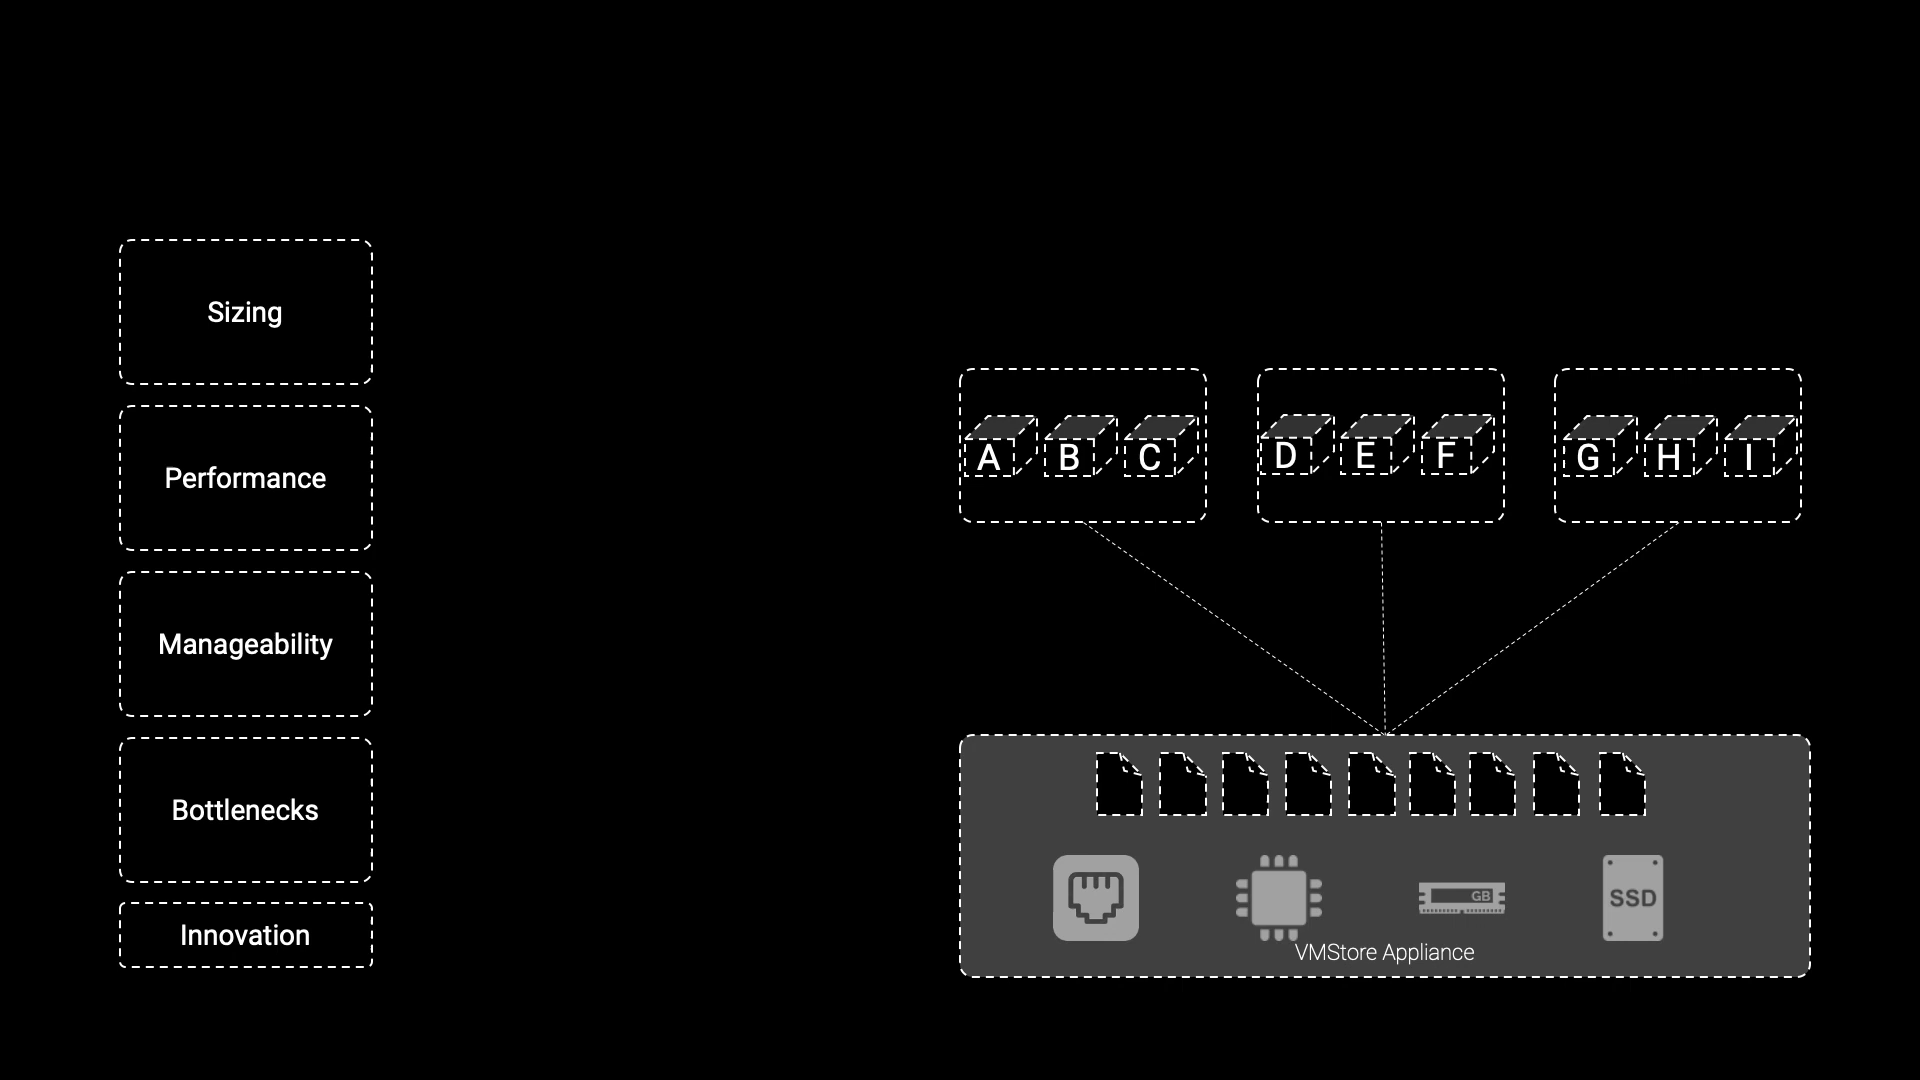 Sizing
Performance
Manageability
Bottlenecks
Innovation
A B C
D E F
G H I
GB
SSD
VMStore Appliance